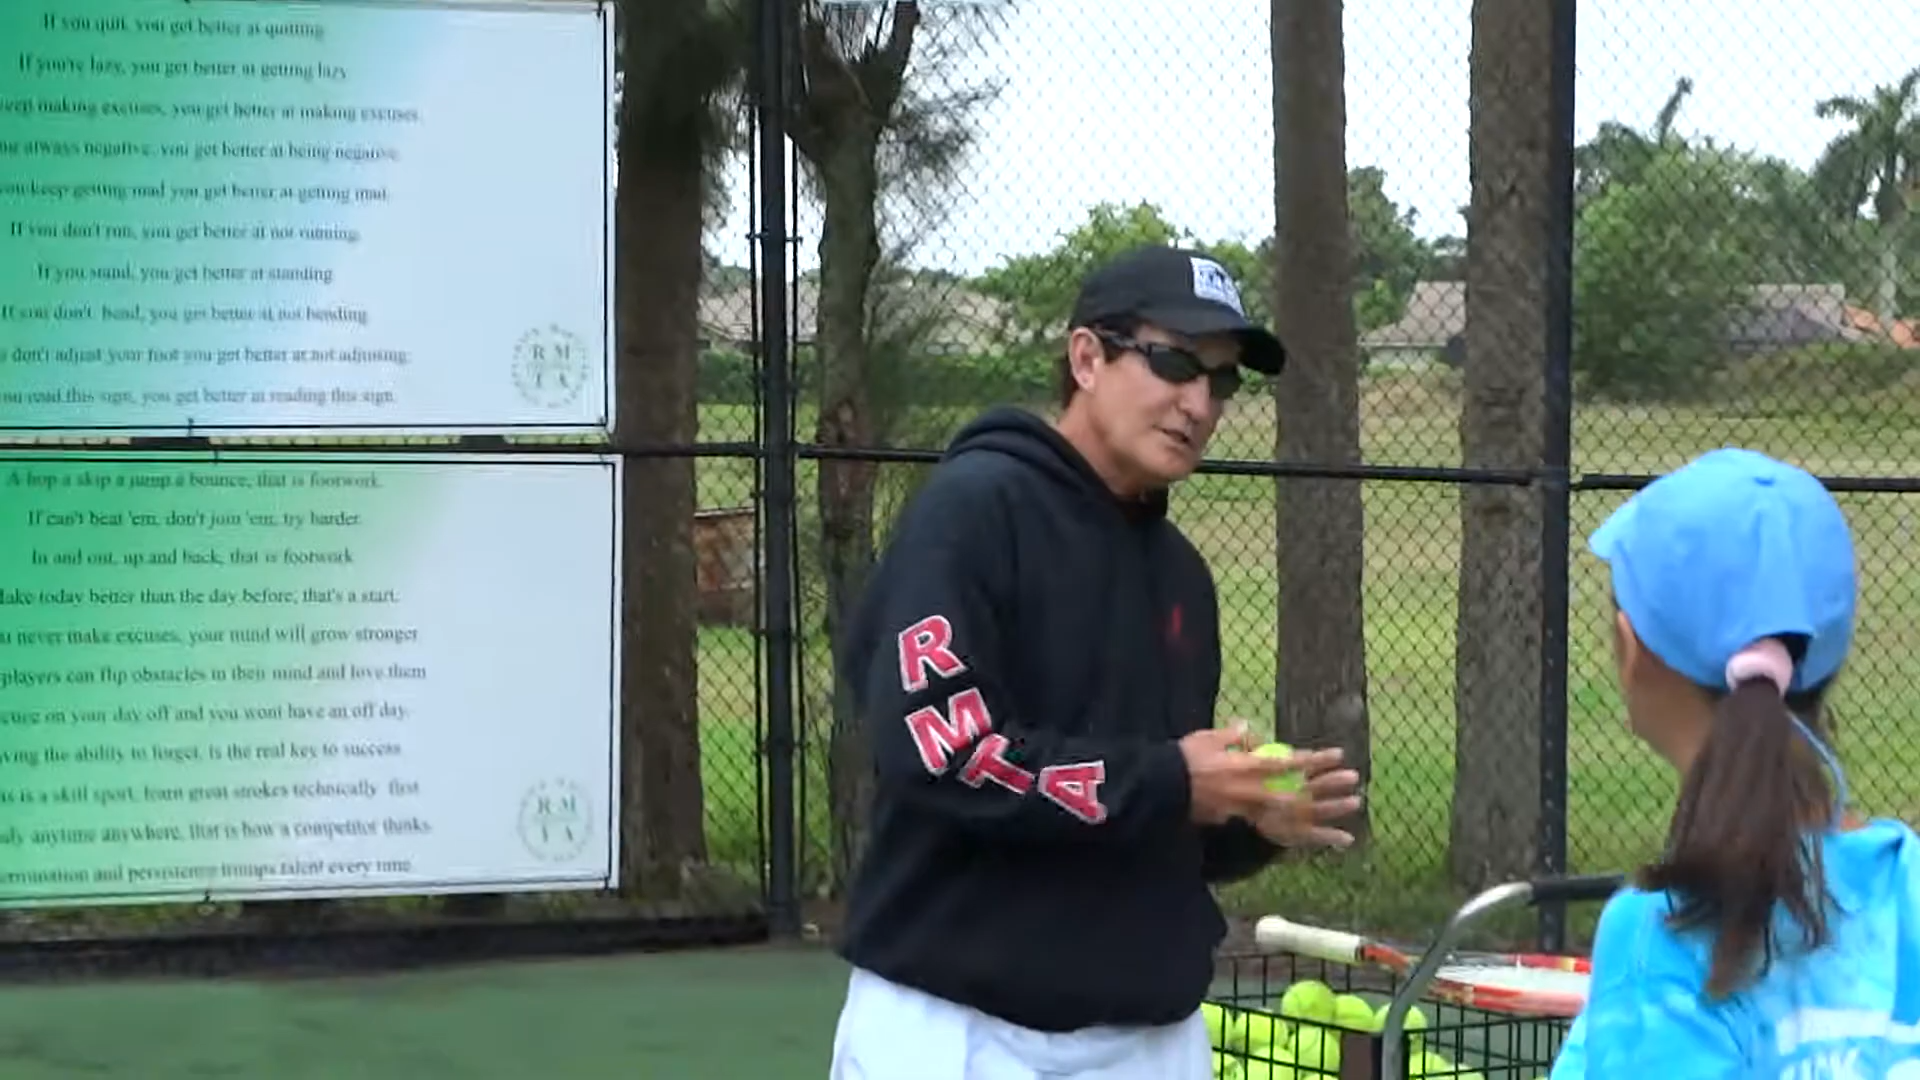 If you quit, you get better at quitting
If you're lazy, you get better at getting lazy
keep making excuses, you get better at making excuses.
always negative, you get better at being negative
you keep getting mad you get better at getting mad.
If you don't run, you get better at not running.
If you stand, you get better at standing
If you don't bend, you get better at not bending
don't adjust your foot you get better at not adjusting.
you read this sign, you get better at reading this sign.
R M
T A
A hop a skip a jump a bounce, that is footwork.
If can't beat 'em, don't join 'em, try harder.
In and out, up and back, that is footwork
Make today better than the day before, that's a start.
never make excuses, your mind will grow stronger
players can flip obstacles in their mind and love them
on your day off and you wont have an off day.
the ability to forget, is the real key to success
is a skill sport, learn great strokes technically first
anytime anywhere, that is how a competitor thinks.
and persistence trumps talent every time
R M
T A
R
M
T
A